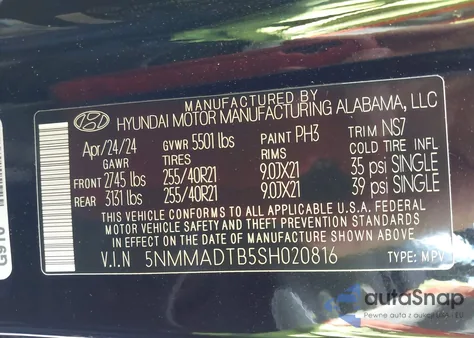 MANUFACTURED BY
HYUNDAI MOTOR MANUFACTURING ALABAMA, LLC
Apr/24/24 GVWR 5501 lbs PAINT PH3 TRIM NS7
GAWR TIRES RIMS COLD TIRE INFL
FRONT 2745 lbs 255/40R21 9.0JX21 35 psi SINGLE
REAR 3131 lbs 255/40R21 9.0JX21 39 psi SINGLE
THIS VEHICLE CONFORMS TO ALL APPLICABLE U.S.A. FEDERAL
MOTOR VEHICLE SAFETY AND THEFT PREVENTION STANDARDS
IN EFFECT ON THE DATE OF MANUFACTURE SHOWN ABOVE.
V.I.N 5NMMADTB5SH020816 TYPE: MPV
G910
autoSnap
Pewne auta z